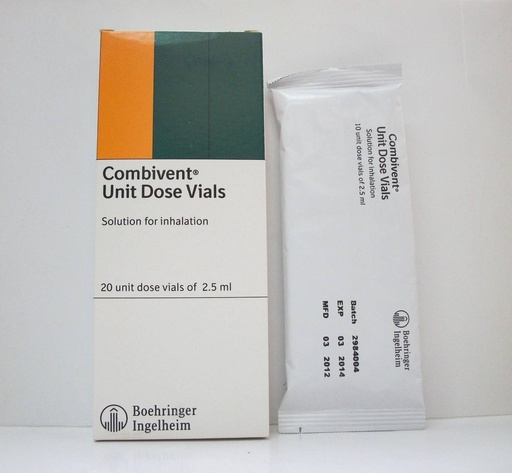 Combivent®
Unit Dose Vials
Solution for inhalation
20 unit dose vials of 2.5 ml
Boehringer
Ingelheim
Combivent®
Unit Dose Vials
Solution for inhalation
10 unit dose vials of 2.5 ml
Batch 2984004
EXP 03 2014
MFD 03 2012
Boehringer
Ingelheim